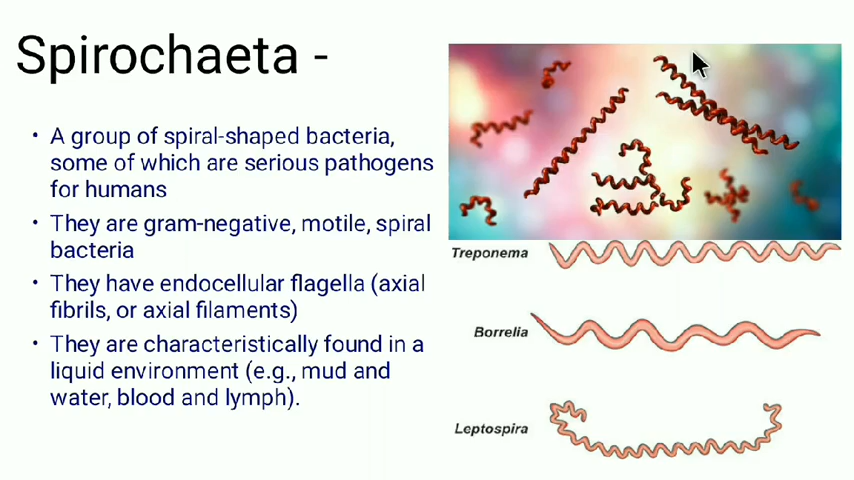 Spirochaeta -
• A group of spiral-shaped bacteria,
some of which are serious pathogens
for humans
• They are gram-negative, motile, spiral
bacteria
• They have endocellular flagella (axial
fibrils, or axial filaments)
• They are characteristically found in a
liquid environment (e.g., mud and
water, blood and lymph).
Treponema
Borrelia
Leptospira